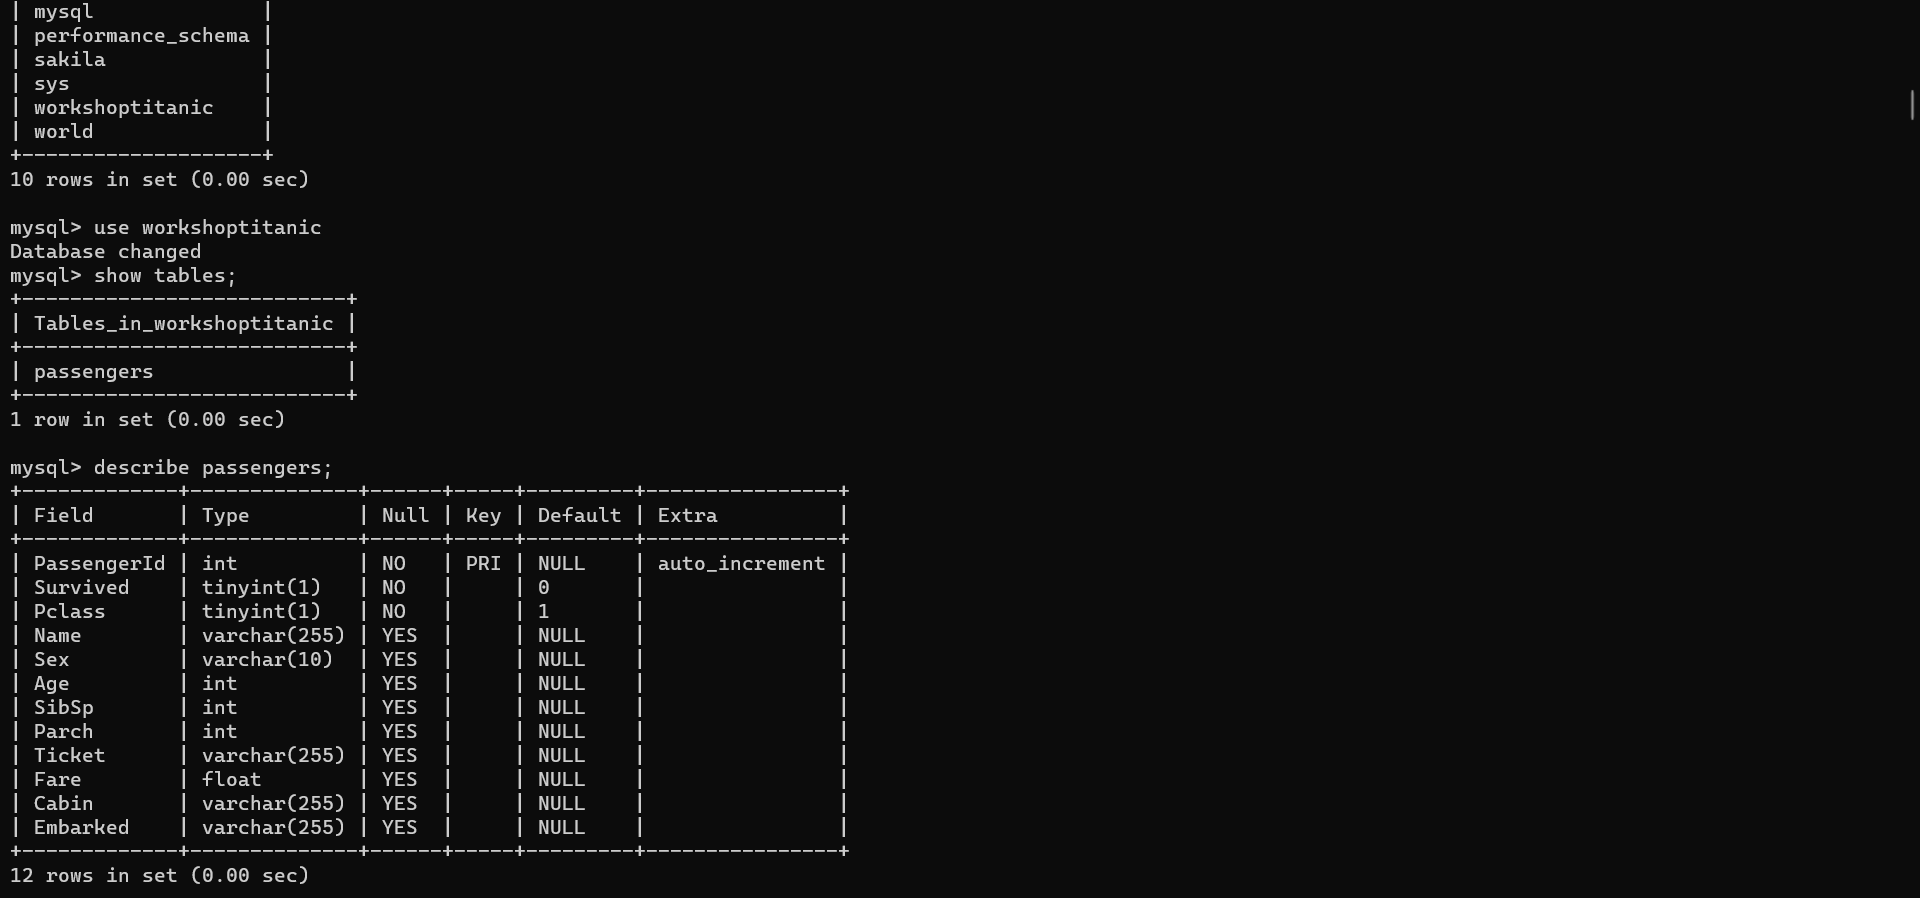 | mysql              |
| performance_schema |
| sakila             |
| sys                |
| workshoptitanic    |
| world              |
+--------------------+
10 rows in set (0.00 sec)

mysql> use workshoptitanic
Database changed
mysql> show tables;
+---------------------------+
| Tables_in_workshoptitanic |
+---------------------------+
| passengers                |
+---------------------------+
1 row in set (0.00 sec)

mysql> describe passengers;
+-------------+--------------+------+-----+---------+----------------+
| Field       | Type         | Null | Key | Default | Extra          |
+-------------+--------------+------+-----+---------+----------------+
| PassengerId | int          | NO   | PRI | NULL    | auto_increment |
| Survived    | tinyint(1)   | NO   |     | 0       |                |
| Pclass      | tinyint(1)   | NO   |     | 1       |                |
| Name        | varchar(255) | YES  |     | NULL    |                |
| Sex         | varchar(10)  | YES  |     | NULL    |                |
| Age         | int          | YES  |     | NULL    |                |
| SibSp       | int          | YES  |     | NULL    |                |
| Parch       | int          | YES  |     | NULL    |                |
| Ticket      | varchar(255) | YES  |     | NULL    |                |
| Fare        | float        | YES  |     | NULL    |                |
| Cabin       | varchar(255) | YES  |     | NULL    |                |
| Embarked    | varchar(255) | YES  |     | NULL    |                |
+-------------+--------------+------+-----+---------+----------------+
12 rows in set (0.00 sec)